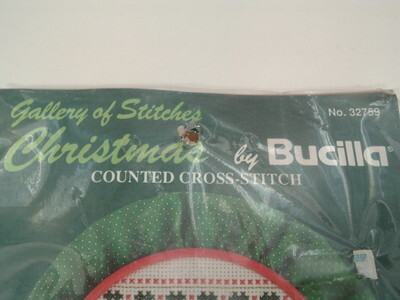 Gallery of Stitches
No. 32789
Christmas by Bucilla®
COUNTED CROSS-STITCH